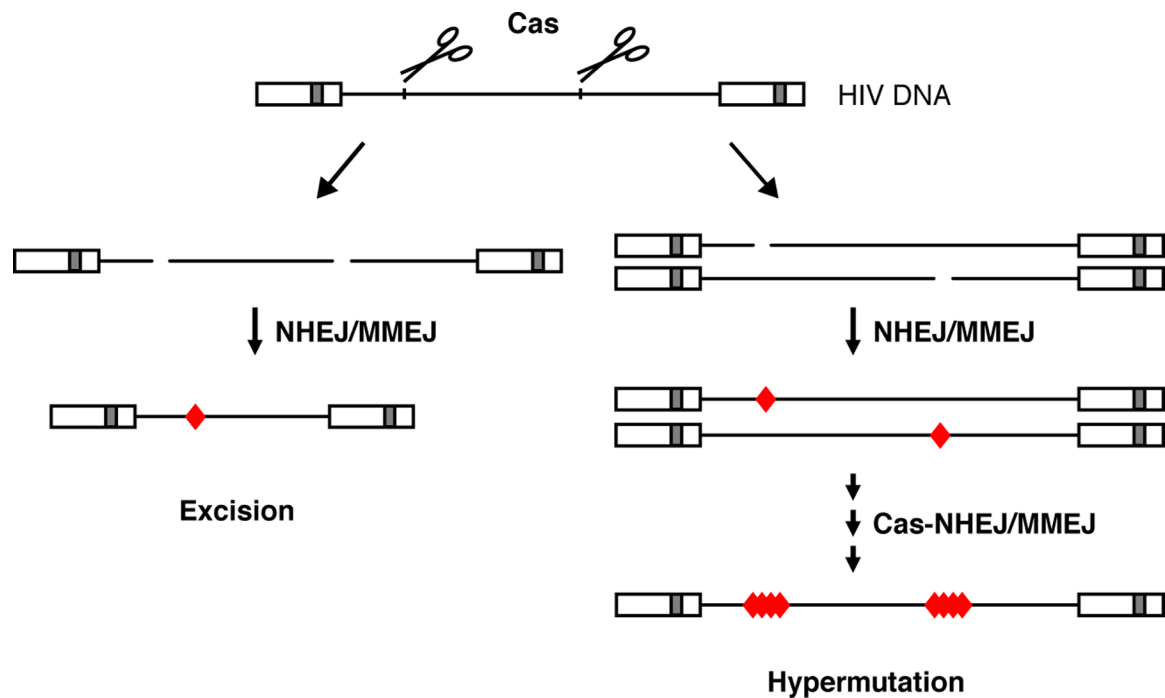 Cas
HIV DNA
NHEJ/MMEJ
NHEJ/MMEJ
Excision
Cas-NHEJ/MMEJ
Hypermutation